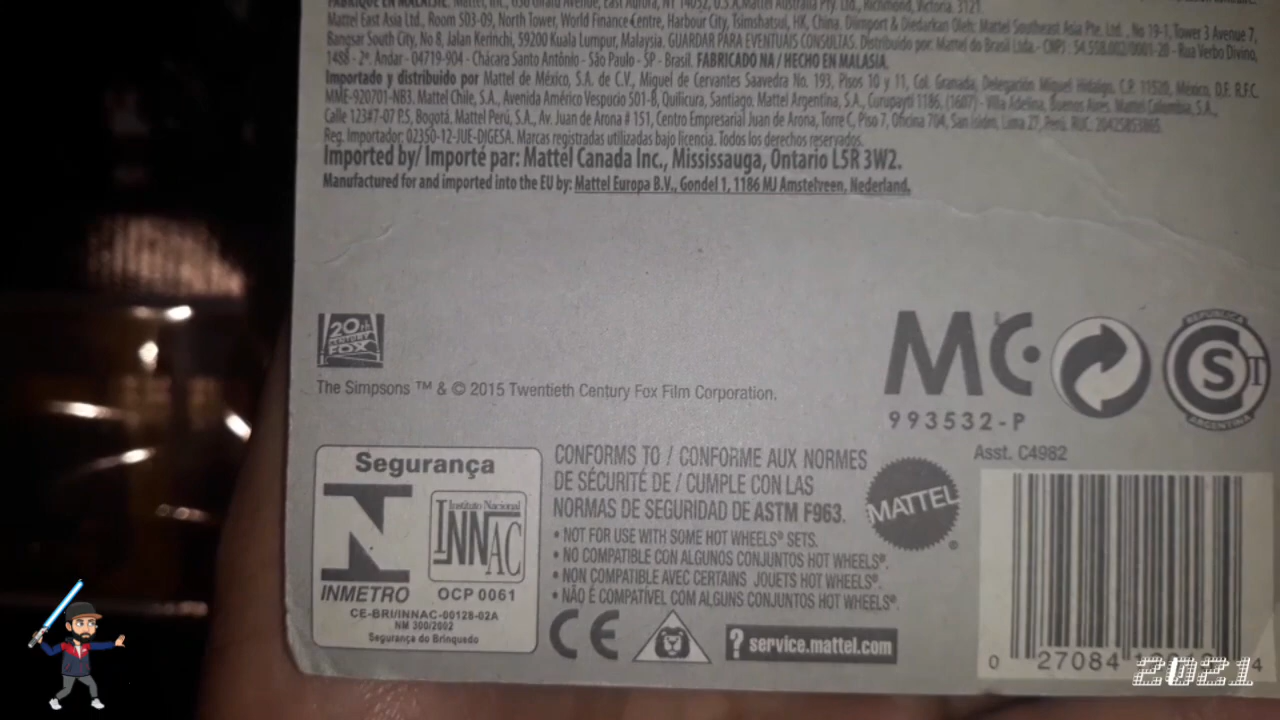 FABRIQUÉ EN MALAISIE. Mattel, Inc., 636 Girard Avenue, East Aurora, NY 14052, U.S.A. Mattel Australia Pty. Ltd., Richmond, Victoria. 3121.
Mattel East Asia Ltd., Room 503-09, North Tower, World Finance Centre, Harbour City, Tsimshatsui, HK, China. Diimport & Diedarkan Oleh: Mattel Southeast Asia Pte. Ltd., No 19-1, Tower 3 Avenue 7,
Bangsar South City, No 8, Jalan Kerinchi, 59200 Kuala Lumpur, Malaysia. GUARDAR PARA EVENTUAIS CONSULTAS. Distribuido por: Mattel do Brasil Ltda. - CNPJ: 54.558.002/0001-20 - Rua Verbo Divino,
1488 - 2º. Andar - 04719-904 - Chácara Santo Antônio - São Paulo - SP - Brasil. FABRICADO NA / HECHO EN MALASIA.
Importado y distribuido por Mattel de México, S.A. de C.V., Miguel de Cervantes Saavedra No. 193, Pisos 10 y 11, Col. Granada, Delegación Miguel Hidalgo, C.P. 11520, México, D.F. R.F.C.
MME-920701-NB3. Mattel Chile, S.A., Avenida Américo Vespucio 501-B, Quilicura, Santiago. Mattel Argentina, S.A., Curupaytí 1186, (1607) - Villa Adelina, Buenos Aires. Mattel Colombia, S.A.,
Calle 123#7-07 P.5, Bogotá. Mattel Perú, S.A., Av. Juan de Arona # 151, Centro Empresarial Juan de Arona, Torre C, Piso 7, Oficina 704, San Isidro, Lima 27, Perú. RUC. 20425853865.
Reg. Importador: 02350-12-JUE-DIGESA. Marcas registradas utilizadas bajo licencia. Todos los derechos reservados.
Imported by/ Importé par: Mattel Canada Inc., Mississauga, Ontario L5R 3W2.
Manufactured for and imported into the EU by: Mattel Europa B.V., Gondel 1, 1186 MJ Amstelveen, Nederland.
20th
CENTURY
FOX
The Simpsons ™ & © 2015 Twentieth Century Fox Film Corporation.
MC
993532-P
REPUBLICA
S T
ARGENTINA
Segurança
Instituto Nacional
INNAC
INMETRO
OCP 0061
CE-BRI/INNAC-00128-02A
NM 300/2002
Segurança do Brinquedo
CONFORMS TO / CONFORME AUX NORMES
DE SÉCURITÉ DE / CUMPLE CON LAS
NORMAS DE SEGURIDAD DE ASTM F963.
• NOT FOR USE WITH SOME HOT WHEELS® SETS.
• NO COMPATIBLE CON ALGUNOS CONJUNTOS HOT WHEELS®.
• NON COMPATIBLE AVEC CERTAINS JOUETS HOT WHEELS®.
• NÃO É COMPATÍVEL COM ALGUNS CONJUNTOS HOT WHEELS®.
MATTEL®
CE
? service.mattel.com
Asst. C4982
0 27084 4
2021